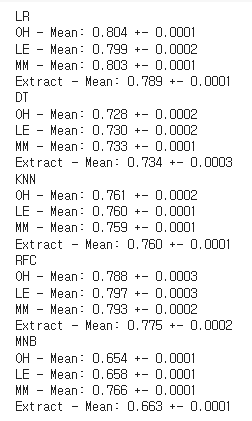 LR
OH - Mean: 0.804 +- 0.0001
LE - Mean: 0.799 +- 0.0002
MM - Mean: 0.803 +- 0.0001
Extract - Mean: 0.789 +- 0.0001
DT
OH - Mean: 0.728 +- 0.0002
LE - Mean: 0.730 +- 0.0002
MM - Mean: 0.733 +- 0.0001
Extract - Mean: 0.734 +- 0.0003
KNN
OH - Mean: 0.761 +- 0.0002
LE - Mean: 0.760 +- 0.0001
MM - Mean: 0.759 +- 0.0001
Extract - Mean: 0.760 +- 0.0001
RFC
OH - Mean: 0.788 +- 0.0003
LE - Mean: 0.797 +- 0.0003
MM - Mean: 0.793 +- 0.0002
Extract - Mean: 0.775 +- 0.0002
MNB
OH - Mean: 0.654 +- 0.0001
LE - Mean: 0.658 +- 0.0001
MM - Mean: 0.766 +- 0.0001
Extract - Mean: 0.663 +- 0.0001